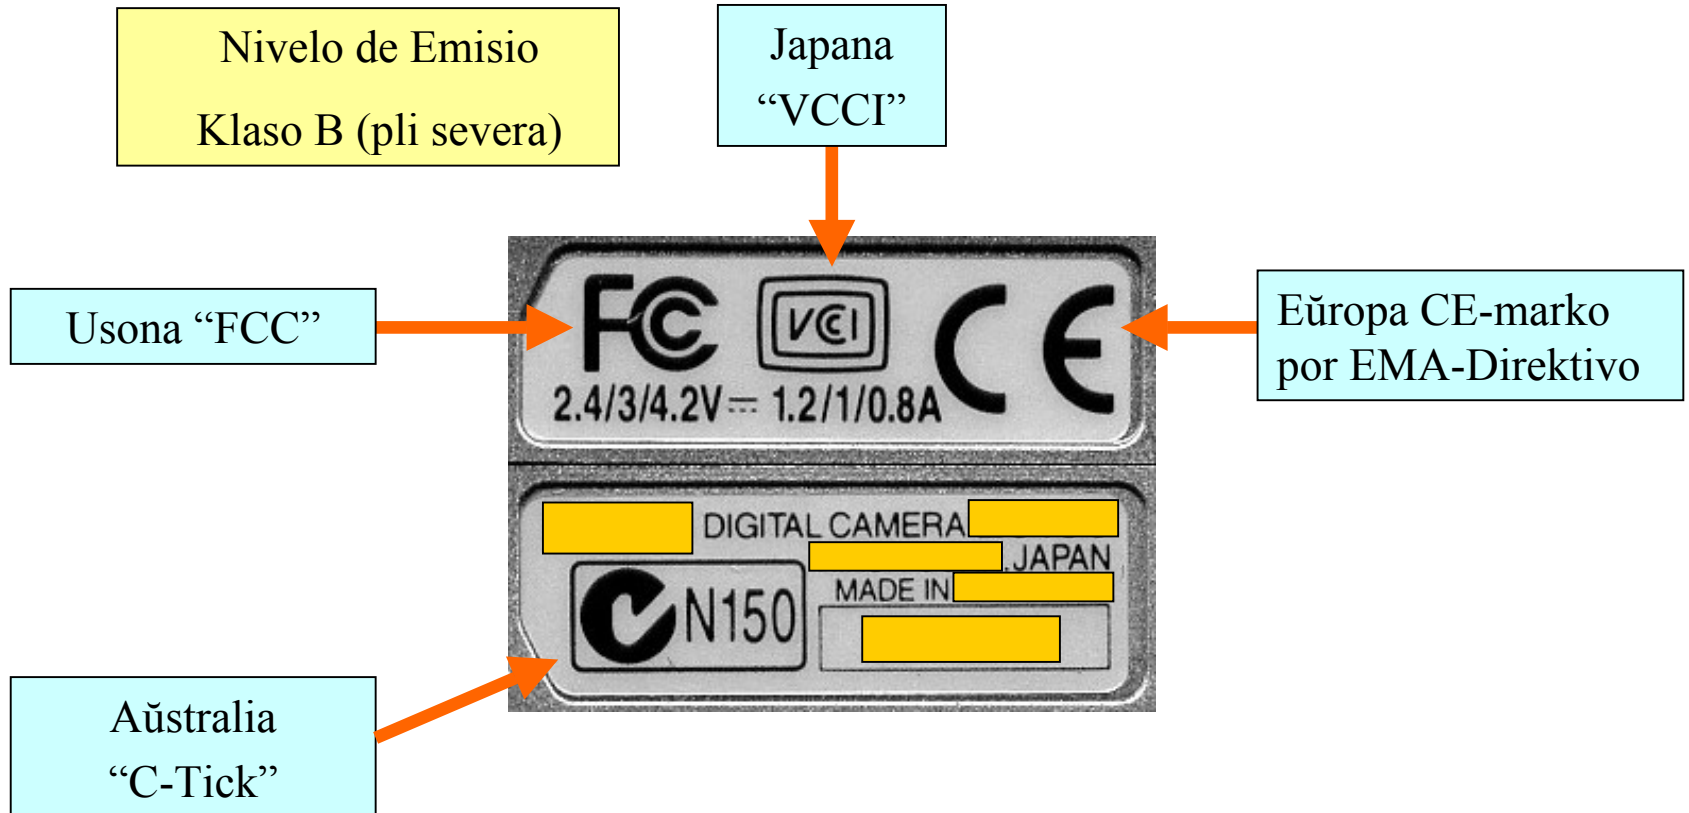 Nivelo de Emisio
Klaso B (pli severa)
Japana
“VCCI”
Usona “FCC”
Eŭropa CE-marko
por EMA-Direktivo
FCC VCCI CE
2.4/3/4.2V⎓ 1.2/1/0.8A
DIGITAL CAMERA
.JAPAN
MADE IN
N150
Aŭstralia
“C-Tick”